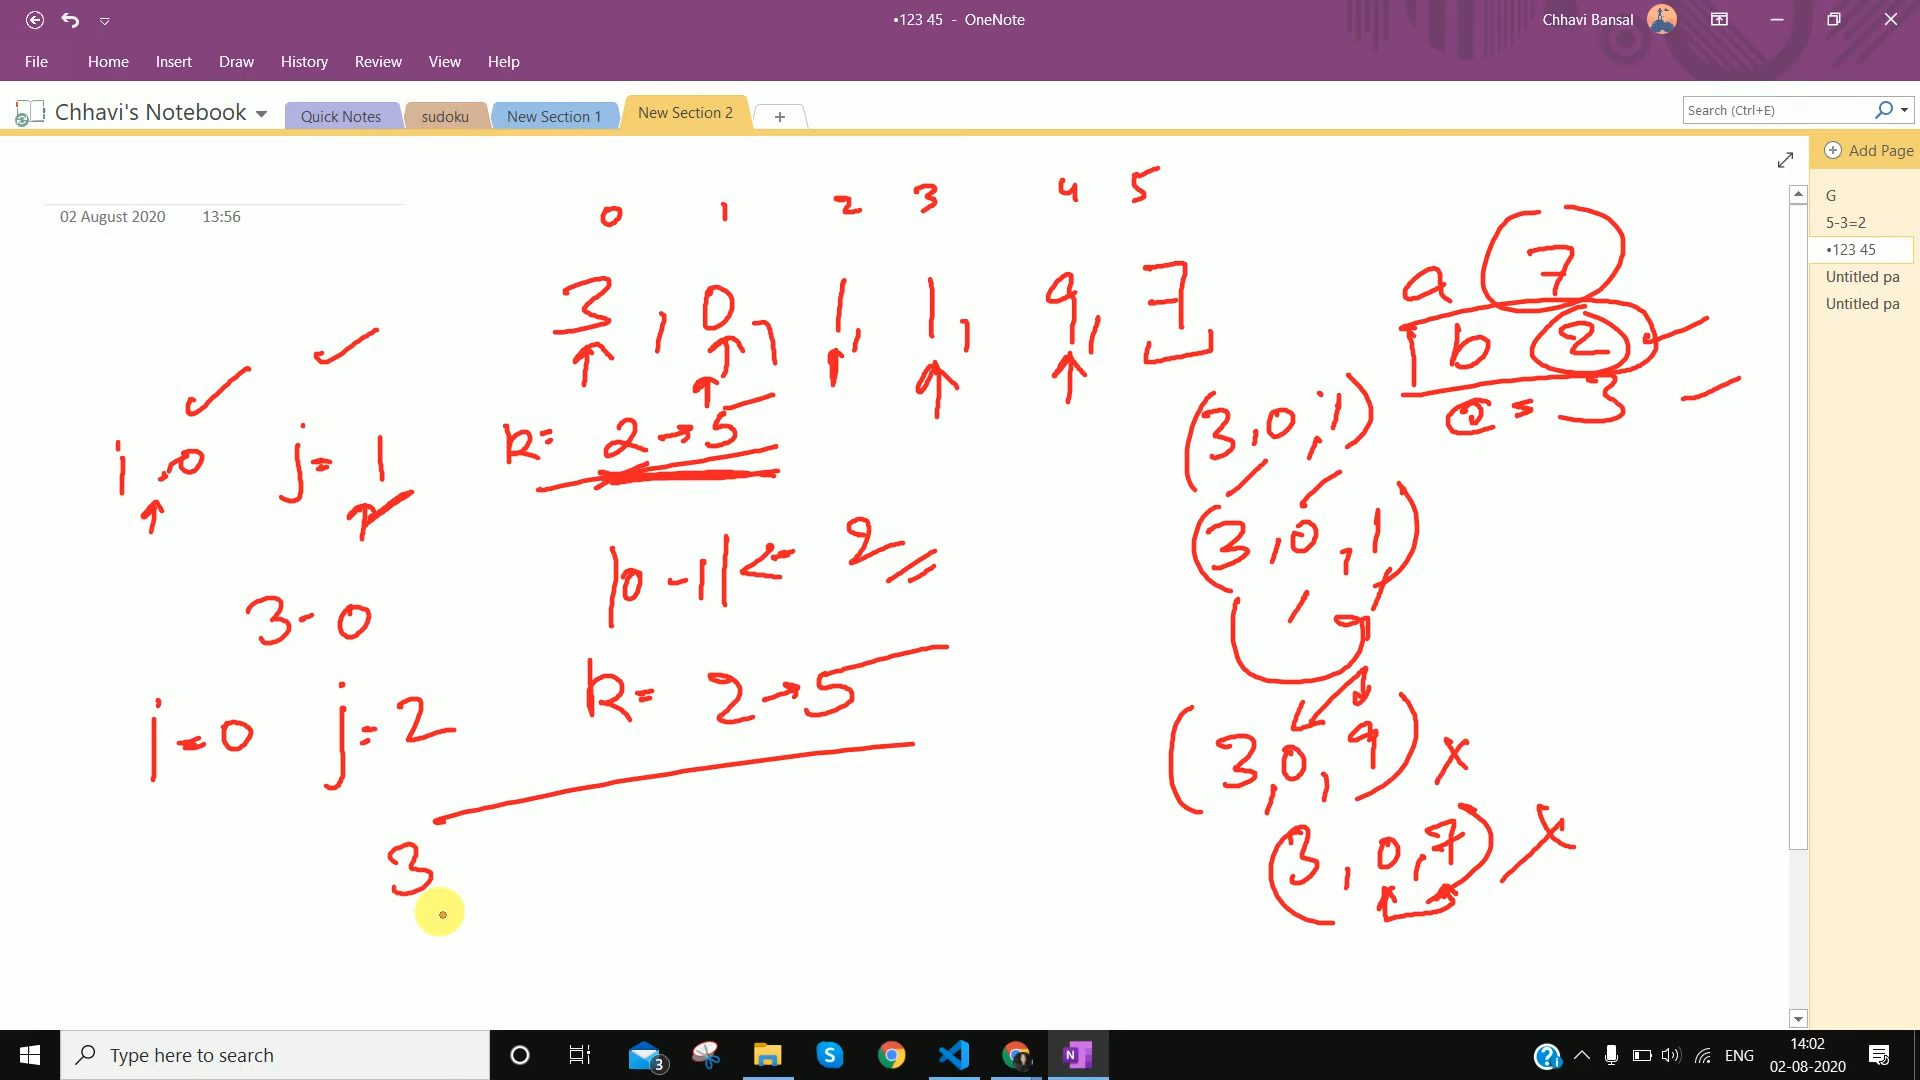 •123 45 - OneNote
Chhavi Bansal
File Home Insert Draw History Review View Help
Chhavi's Notebook
Quick Notes sudoku New Section 1 New Section 2 +
Search (Ctrl+E)
Add Page
G
5-3=2
•123 45
Untitled pa
Untitled pa
02 August 2020 13:56
0 1 2 3 4 5
3, 0, 1, 1, 9, 7]
a 7
b 2
c = 3
k = 2 → 5
i = 0 j = 1
(3, 0, 1)
|0 - 1| <= 2
(3, 0, 1)
3 - 0
k = 2 → 5
i = 0 j = 2
(3, 0, 9) x
(3, 0, 7) x
3
Type here to search
3
ENG
14:02
02-08-2020